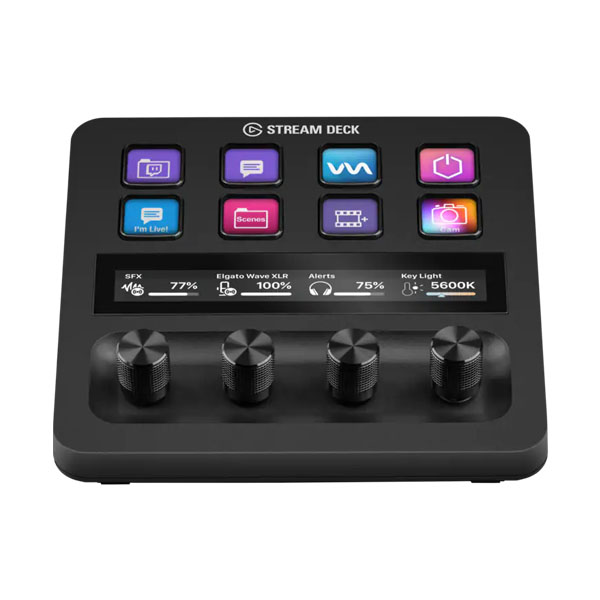 STREAM DECK
I'm Live!
Scenes
Cam
SFX
77%
Elgato Wave XLR
100%
Alerts
75%
Key Light
5600K